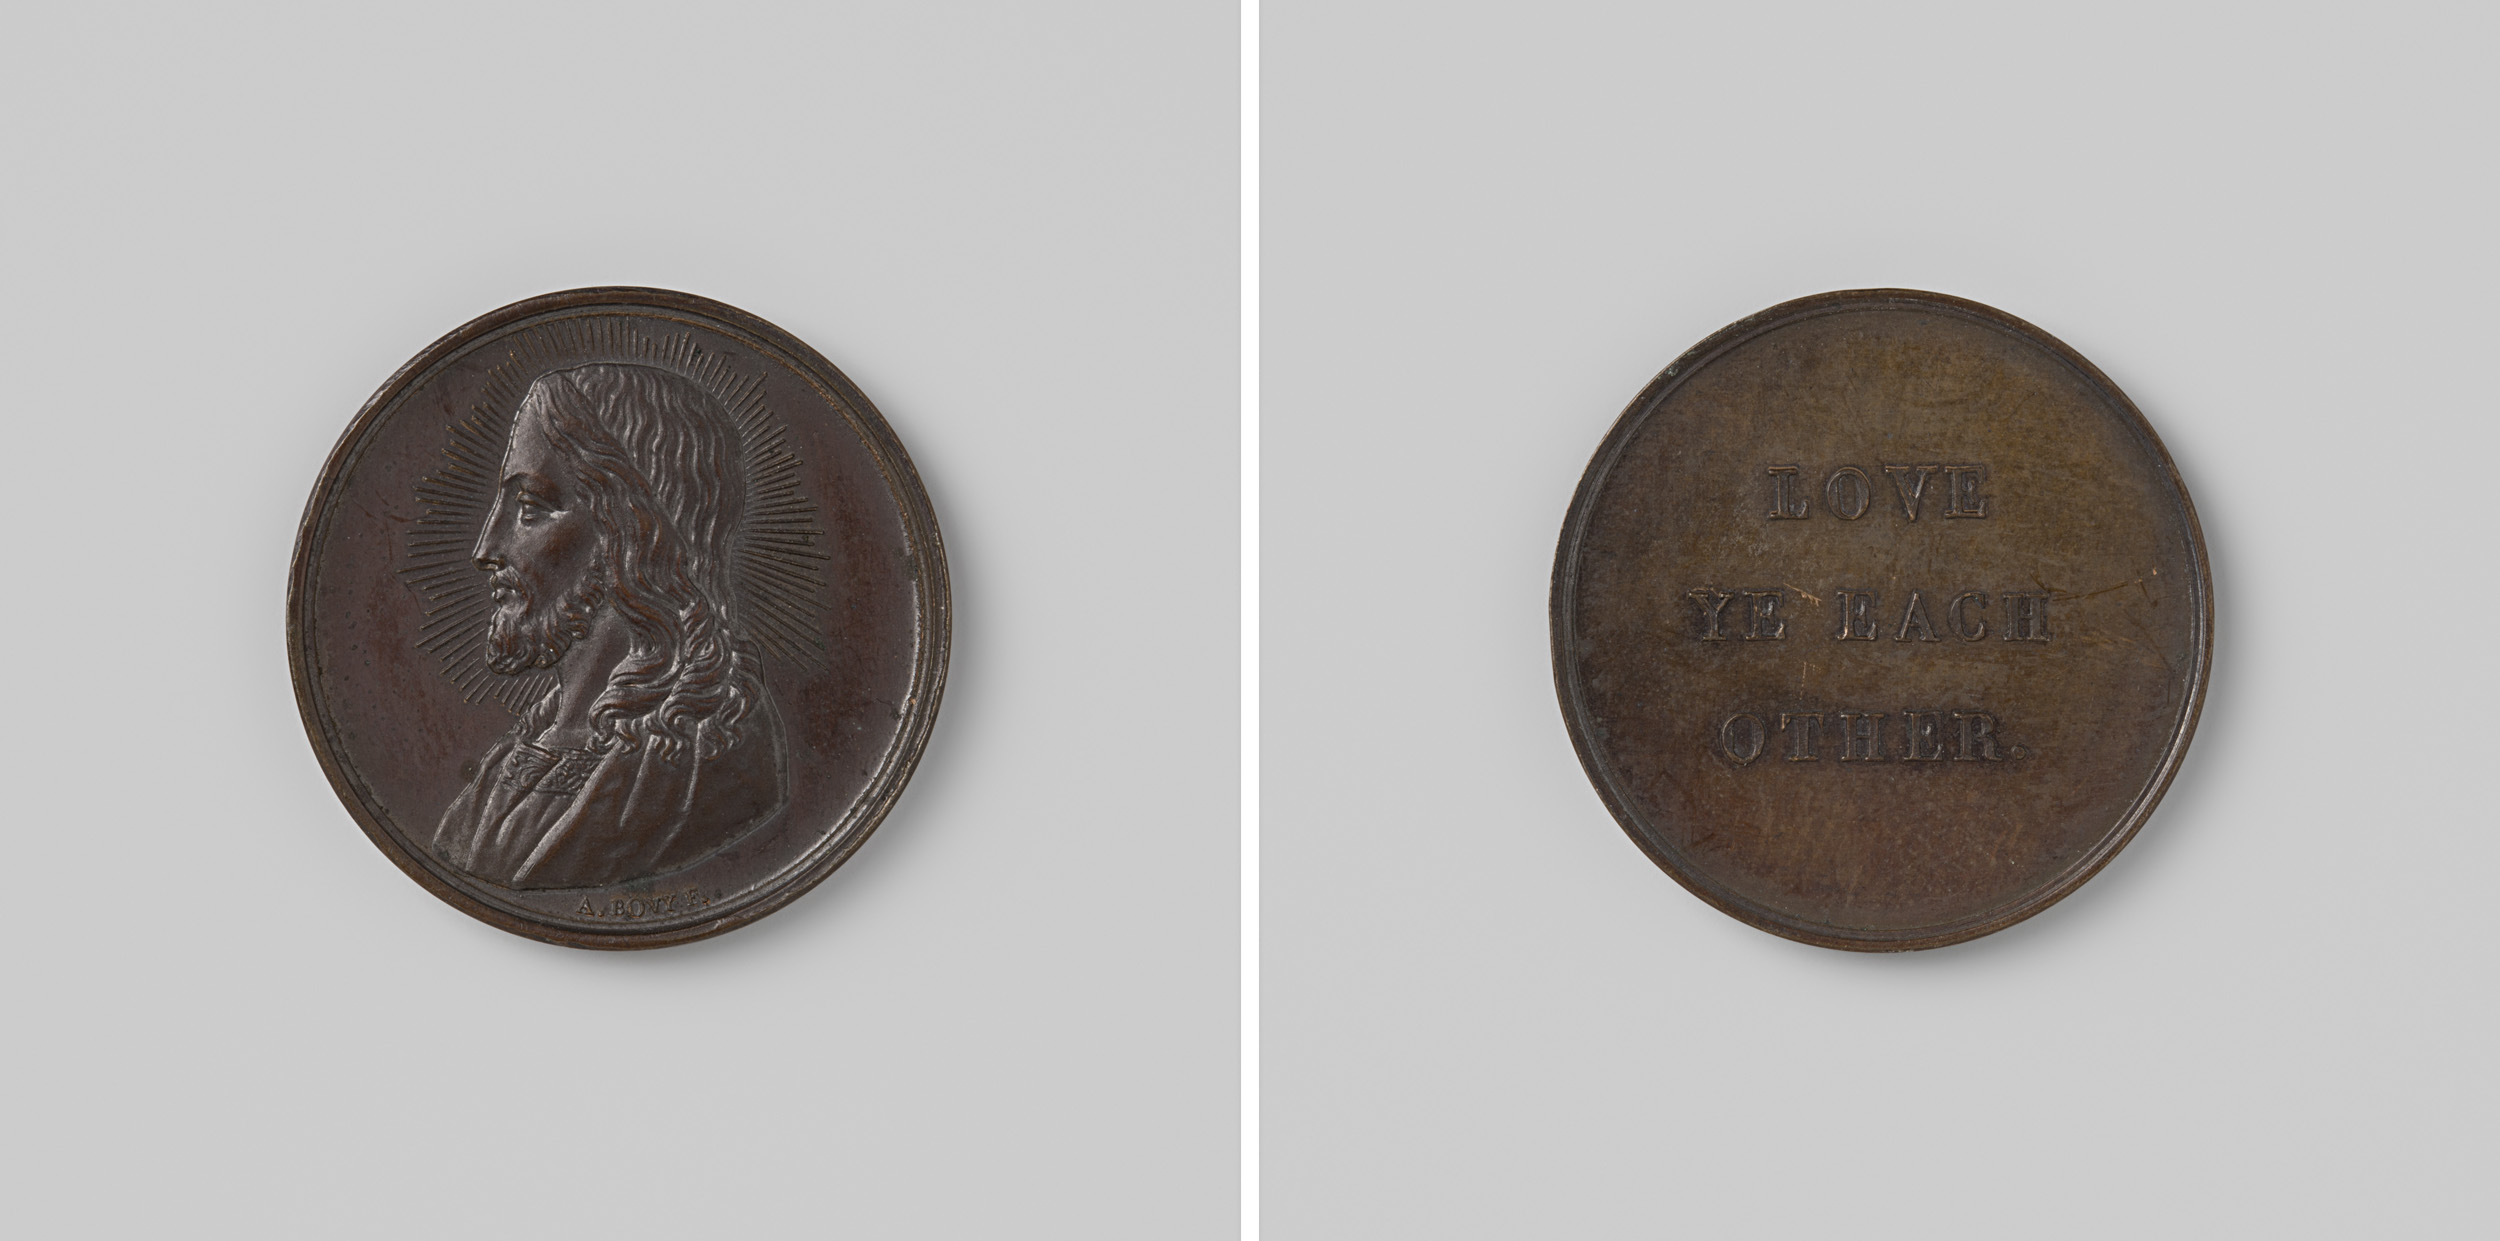 A. BOVY F.
LOVE
YE EACH
OTHER.